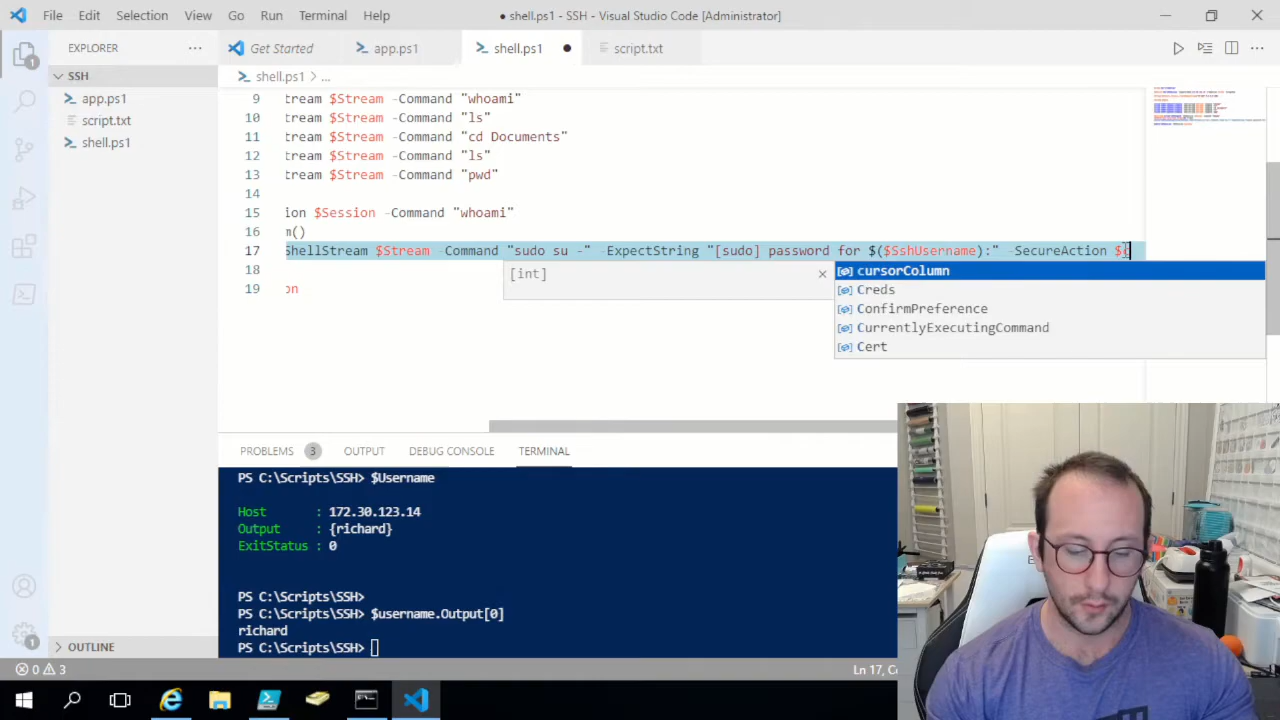 File Edit Selection View Go Run Terminal Help ● shell.ps1 - SSH - Visual Studio Code [Administrator]
EXPLORER ··· Get Started app.ps1 shell.ps1 ● script.txt ···
SSH
shell.ps1 > ...
1
app.ps1
script.txt
shell.ps1
9 tream $Stream -Command "whoami"
10 tream $Stream -Command "ls"
11 tream $Stream -Command "cd Documents"
12 tream $Stream -Command "ls"
13 tream $Stream -Command "pwd"
14
15 ion $Session -Command "whoami"
16 m()
17 ShellStream $Stream -Command "sudo su -" -ExpectString "[sudo] password for $($SshUsername):" -SecureAction $
18
19 on
[int]
cursorColumn
Creds
ConfirmPreference
CurrentlyExecutingCommand
Cert
PROBLEMS 3 OUTPUT DEBUG CONSOLE TERMINAL
PS C:\Scripts\SSH> $Username
Host : 172.30.123.14
Output : {richard}
ExitStatus : 0
PS C:\Scripts\SSH>
PS C:\Scripts\SSH> $username.Output[0]
richard
PS C:\Scripts\SSH>
1
OUTLINE
0 3 Ln 17,